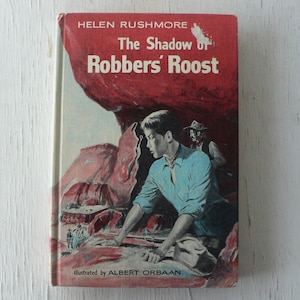 HELEN RUSHMORE
The Shadow of
Robbers' Roost
Illustrated by ALBERT ORBAAN